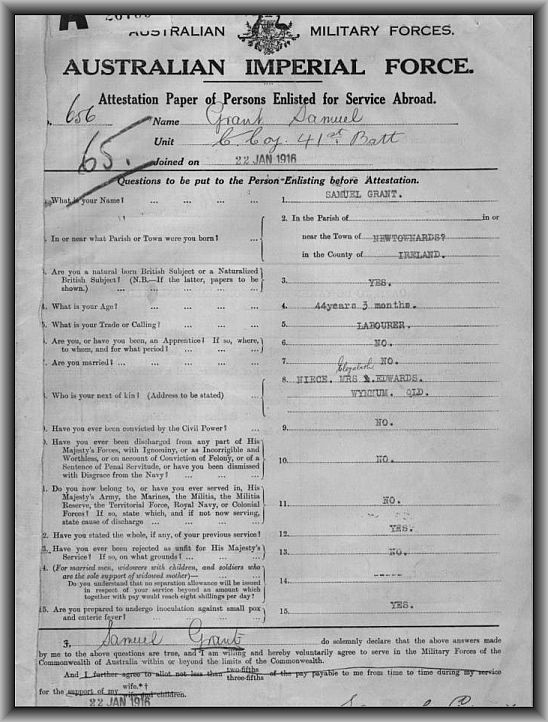 A
AUSTRALIAN MILITARY FORCES.
AUSTRALIAN IMPERIAL FORCE.
Attestation Paper of Persons Enlisted for Service Abroad.
656
Name Grant Samuel
65.
Unit C Coy. 41st Batt
Joined on 22 JAN 1916
Questions to be put to the Person Enlisting before Attestation.
What is your Name? ... ... ... 1. SAMUEL GRANT.
In or near what Parish or Town were you born? ... 2. In the Parish of in or
near the Town of NEWTOWNARDS?
in the County of IRELAND.
Are you a natural born British Subject or a Naturalized
British Subject? (N.B.—If the latter, papers to be
shown.) ... ... ... ... 3. YES.
4. What is your Age? ... ... ... 4. 44years 3 months.
5. What is your Trade or Calling? ... ... ... 5. LABOURER.
6. Are you, or have you been, an Apprentice? If so, where,
to whom, and for what period? ... ... ... 6. NO.
Are you married? ... ... ... ... 7. NO.
Elizabeth
Who is your next of kin? (Address to be stated) ... 8. NIECE. MRS .EDWARDS.
WYNNUM. QLD.
Have you ever been convicted by the Civil Power? ... 9. NO.
Have you ever been discharged from any part of His
Majesty's Forces, with Ignominy, or as Incorrigible and
Worthless, or on account of Conviction of Felony, or of a
Sentence of Penal Servitude, or have you been dismissed
with Disgrace from the Navy? ... ... ... 10. NO.
1. Do you now belong to, or have you ever served in, His
Majesty's Army, the Marines, the Militia, the Militia
Reserve, the Territorial Force, Royal Navy, or Colonial
Forces? If so, state which, and if not now serving,
state cause of discharge ... ... ... 11. NO.
2. Have you stated the whole, if any, of your previous service? 12. YES.
3. Have you ever been rejected as unfit for His Majesty's
Service? If so, on what grounds? ... ... ... 13. NO.
4. (For married men, widowers with children, and soldiers who
are the sole support of widowed mother)— ...
Do you understand that no separation allowance will be issued
in respect of your service beyond an amount which
together with pay would reach eight shillings per day? 14. -----
15. Are you prepared to undergo inoculation against small pox
and enteric fever? ... ... ... ... 15. YES.
I, Samuel Grant do solemnly declare that the above answers made
by me to the above questions are true, and I am willing and hereby voluntarily agree to serve in the Military Forces of the
Commonwealth of Australia within or beyond the limits of the Commonwealth.
And I further agree to allot not less than two-fifths three-fifths of the pay payable to me from time to time during my service
for the support of my wife.*† wife and children.
22 JAN 1916